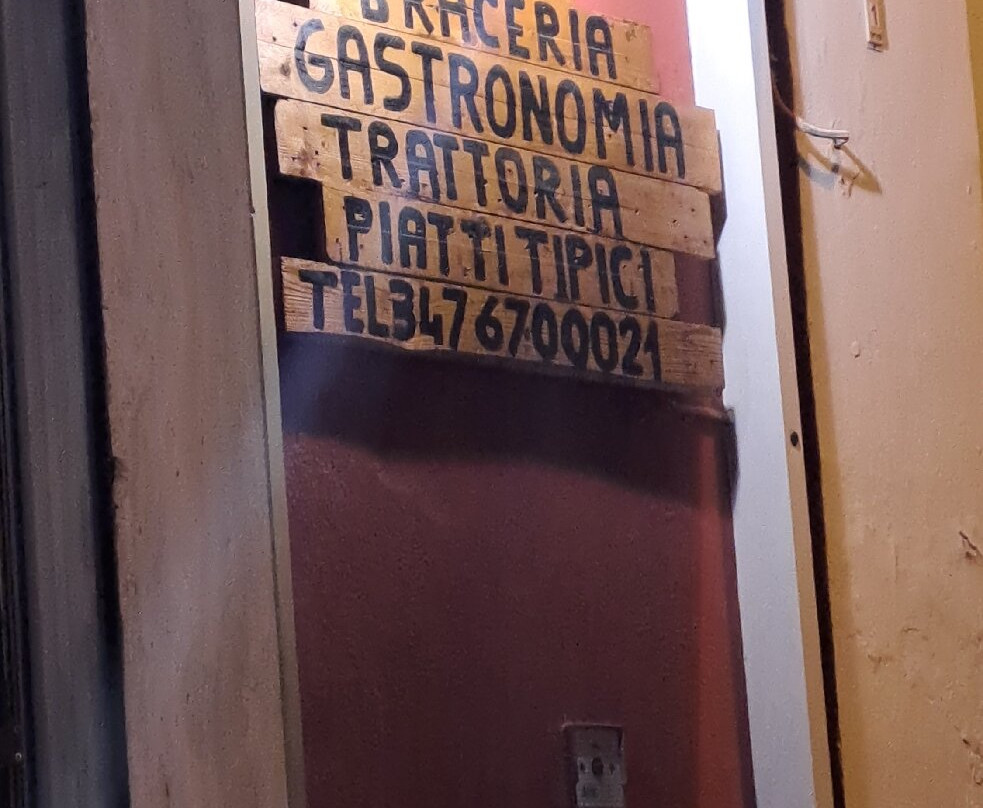 BRACERIA
GASTRONOMIA
TRATTORIA
PIATTI TIPICI
TEL347 6700021